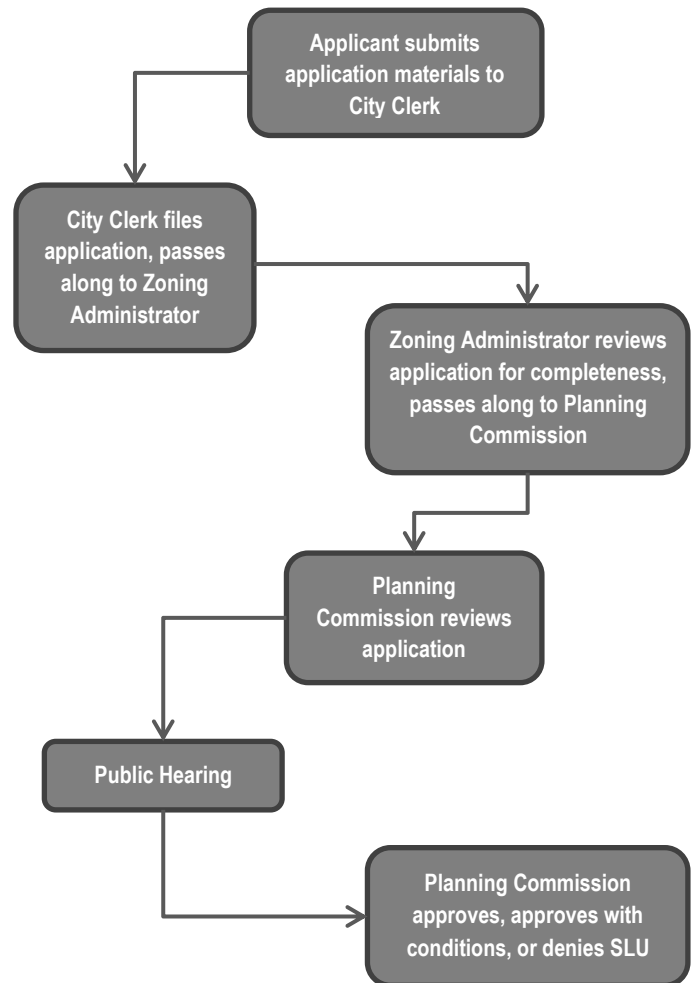 Applicant submits
application materials to
City Clerk
City Clerk files
application, passes
along to Zoning
Administrator
Zoning Administrator reviews
application for completeness,
passes along to Planning
Commission
Planning
Commission reviews
application
Public Hearing
Planning Commission
approves, approves with
conditions, or denies SLU